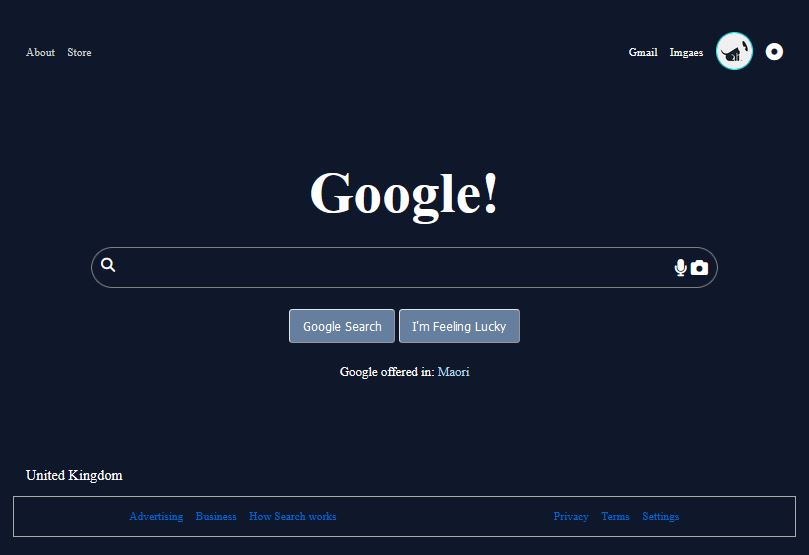 About Store Gmail Imgaes
Google!
Google Search I'm Feeling Lucky
Google offered in: Maori
United Kingdom
Advertising Business How Search works Privacy Terms Settings